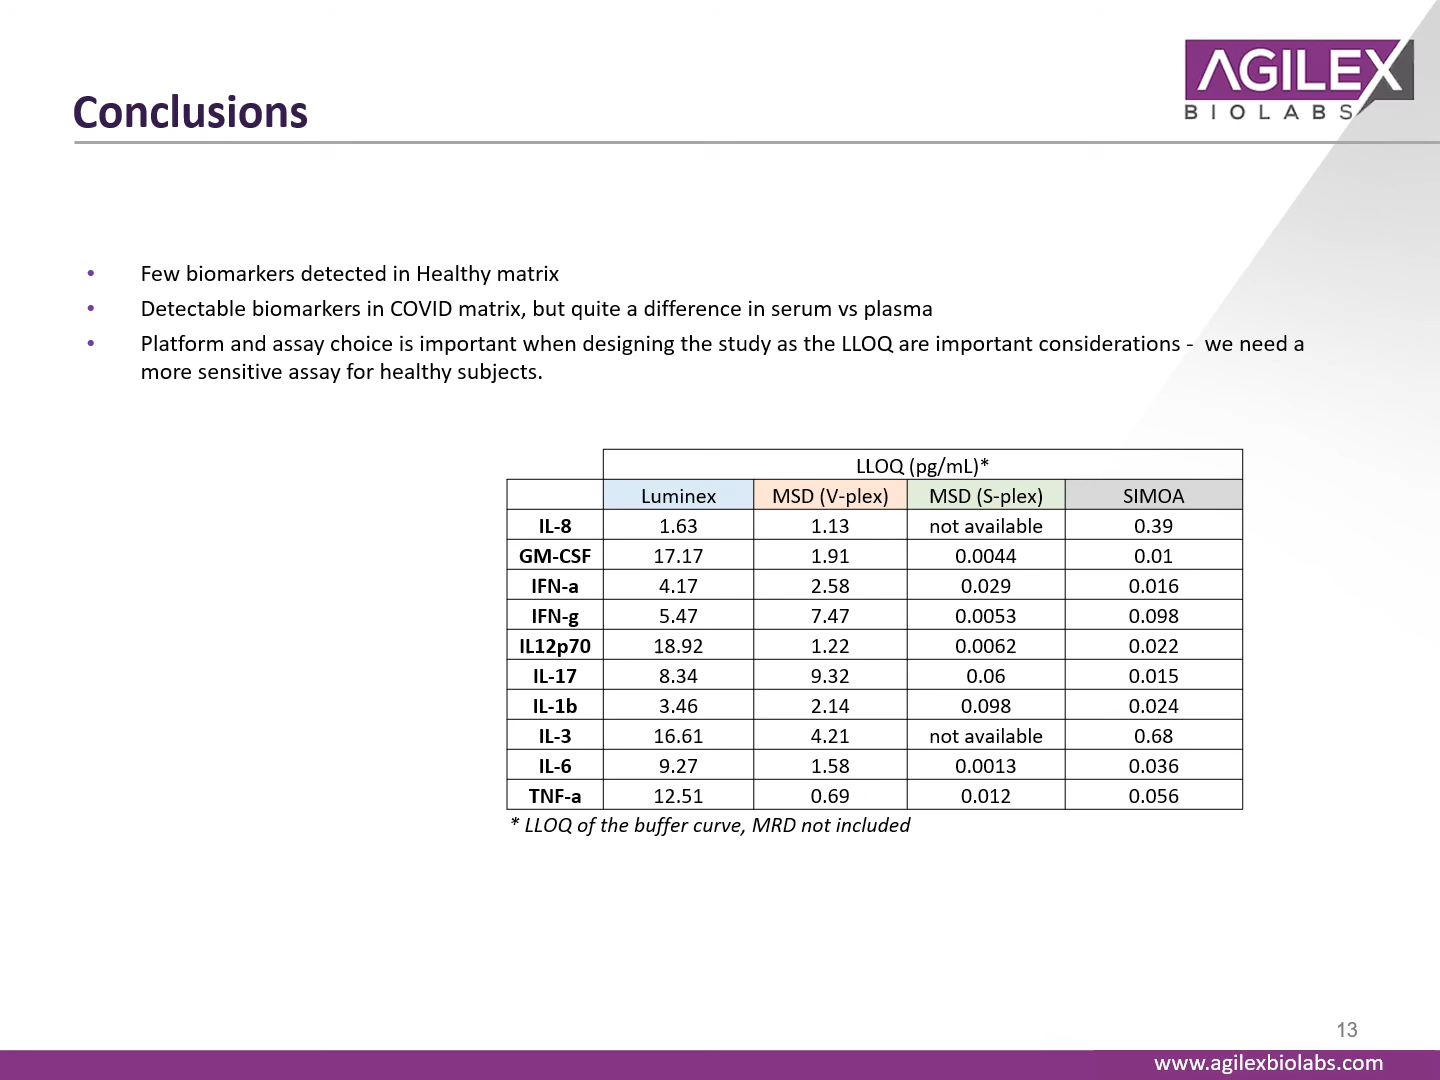 AGILEX
BIOLABS
Conclusions
• Few biomarkers detected in Healthy matrix
• Detectable biomarkers in COVID matrix, but quite a difference in serum vs plasma
• Platform and assay choice is important when designing the study as the LLOQ are important considerations - we need a
more sensitive assay for healthy subjects.
LLOQ (pg/mL)*
Luminex MSD (V-plex) MSD (S-plex) SIMOA
IL-8 1.63 1.13 not available 0.39
GM-CSF 17.17 1.91 0.0044 0.01
IFN-a 4.17 2.58 0.029 0.016
IFN-g 5.47 7.47 0.0053 0.098
IL12p70 18.92 1.22 0.0062 0.022
IL-17 8.34 9.32 0.06 0.015
IL-1b 3.46 2.14 0.098 0.024
IL-3 16.61 4.21 not available 0.68
IL-6 9.27 1.58 0.0013 0.036
TNF-a 12.51 0.69 0.012 0.056
* LLOQ of the buffer curve, MRD not included
13
www.agilexbiolabs.com